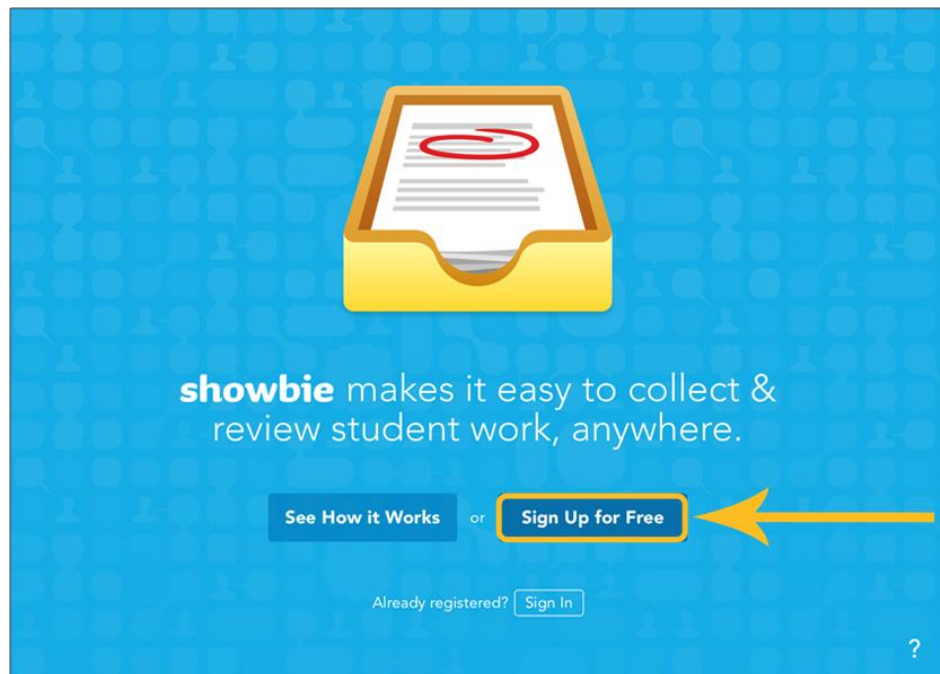 showbie makes it easy to collect &
review student work, anywhere.
See How it Works or Sign Up for Free
Already registered? Sign In
?